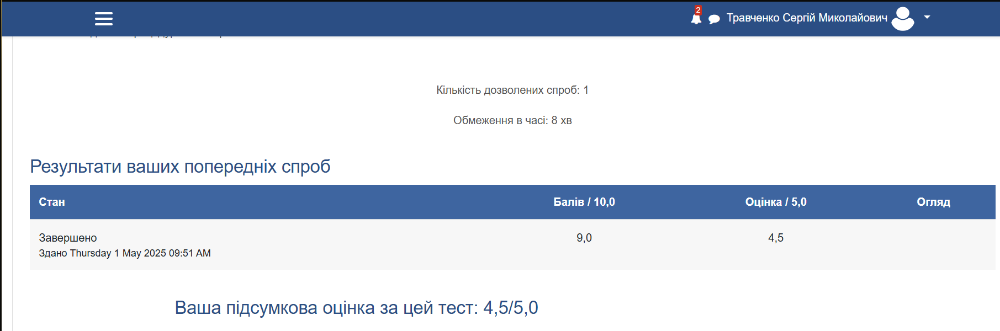 2
Травченко Сергій Миколайович
Кількість дозволених спроб: 1
Обмеження в часі: 8 хв
Результати ваших попередніх спроб
Стан Балів / 10,0 Оцінка / 5,0 Огляд
Завершено 9,0 4,5
Здано Thursday 1 May 2025 09:51 AM
Ваша підсумкова оцінка за цей тест: 4,5/5,0